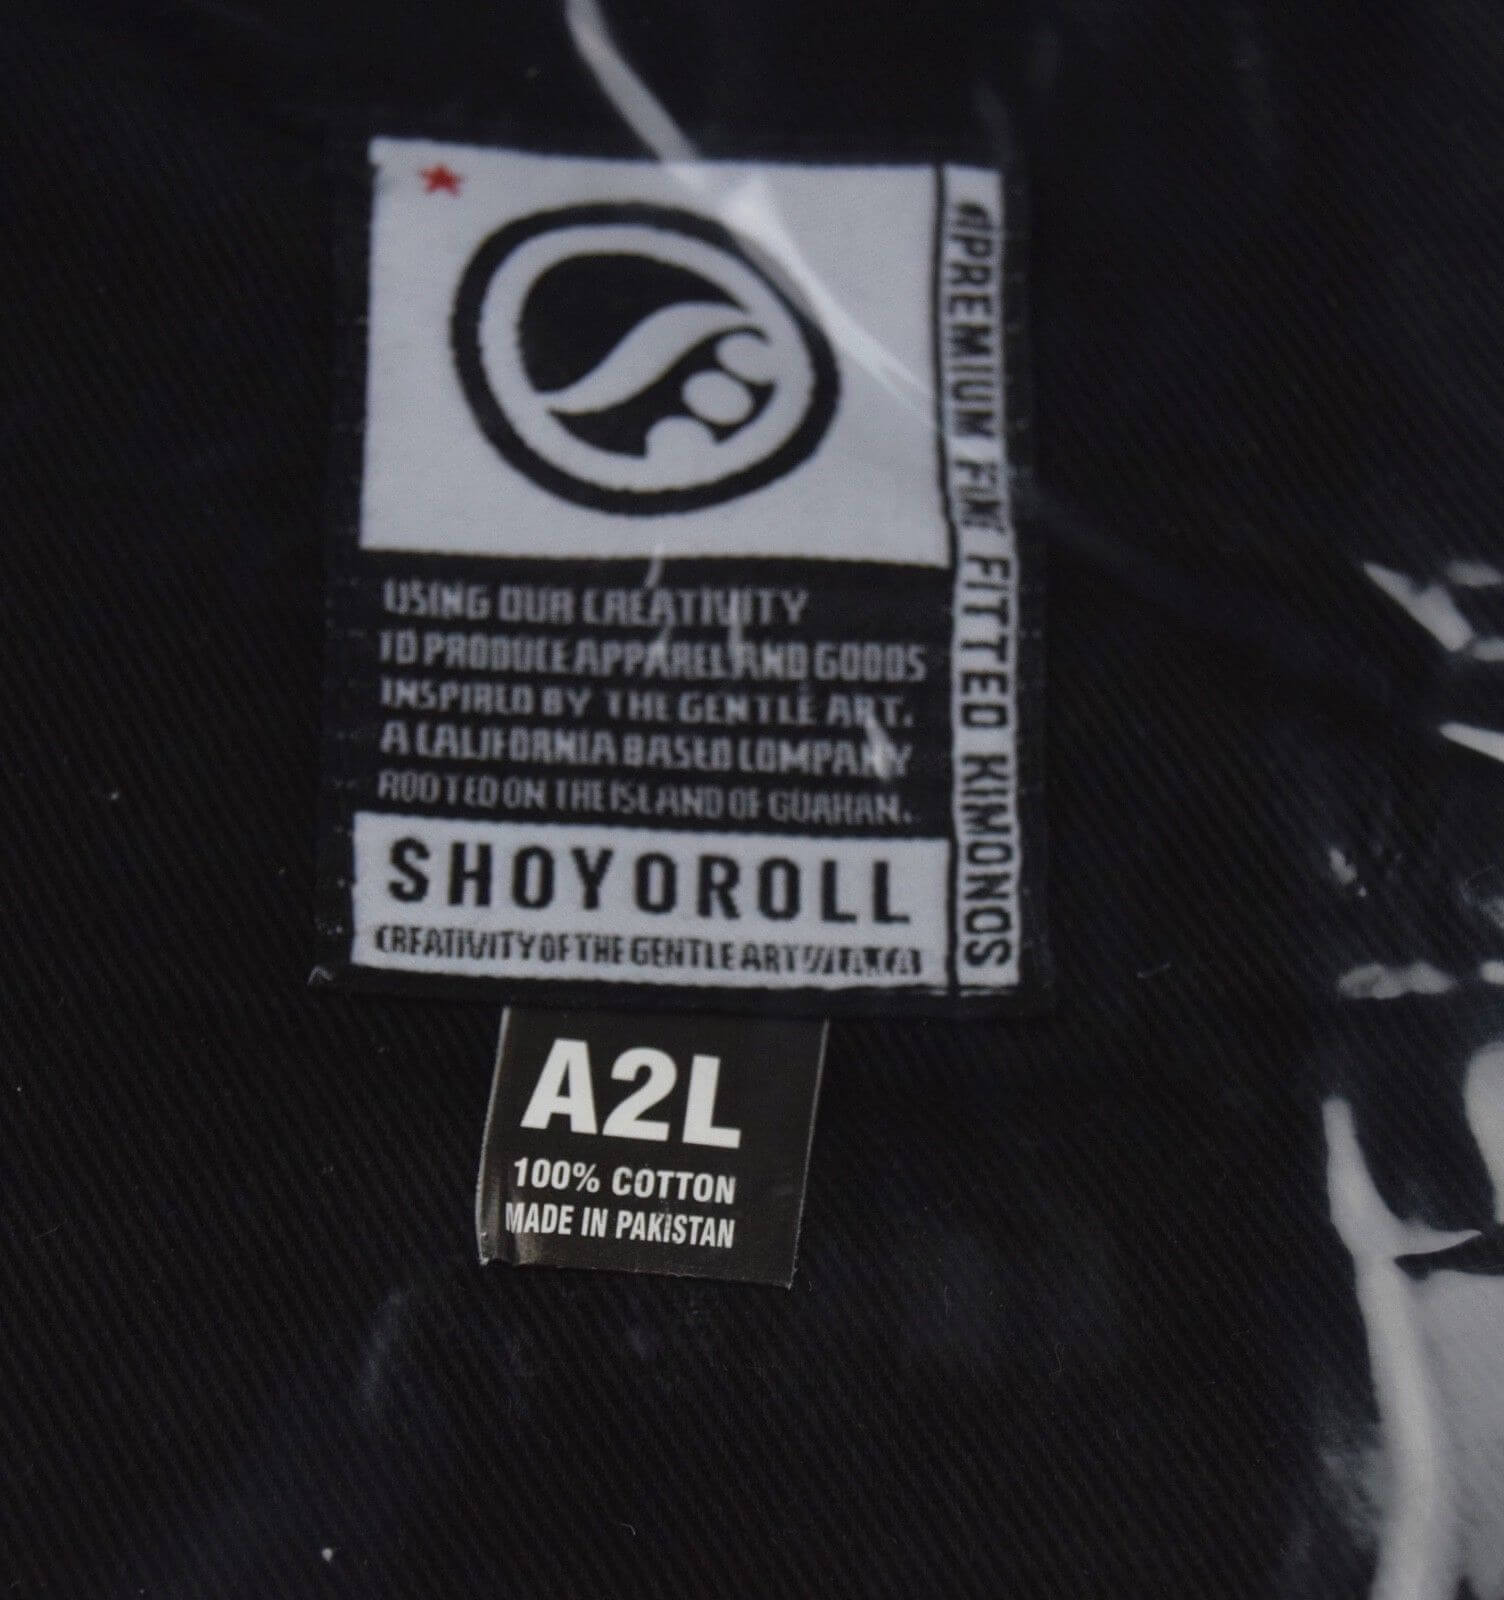 USING OUR CREATIVITY
TO PRODUCE APPAREL AND GOODS
INSPIRED BY THE GENTLE ART.
A CALIFORNIA BASED COMPANY
ROOTED ON THE ISLAND OF GUAHAN.
SHOYOROLL
CREATIVITY OF THE GENTLE ART
#PREMIUM FITTED KIMONOS
A2L
100% COTTON
MADE IN PAKISTAN